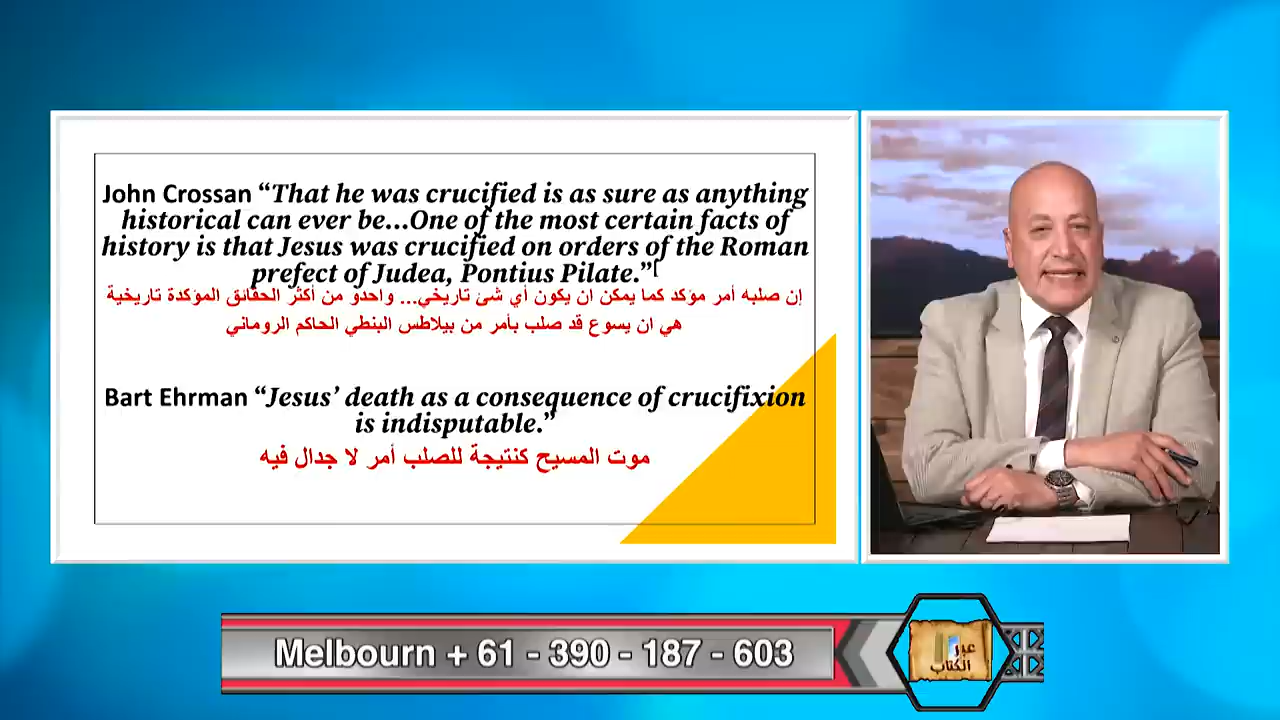 John Crossan “That he was crucified is as sure as anything
historical can ever be...One of the most certain facts of
history is that Jesus was crucified on orders of the Roman
prefect of Judea, Pontius Pilate.”[
إن صلبه أمر مؤكد كما يمكن ان يكون أي شئ تاريخي... واحدو من أكثر الحقائق المؤكدة تاريخية
هي ان يسوع قد صلب بأمر من بيلاطس البنطي الحاكم الروماني
Bart Ehrman “Jesus’ death as a consequence of crucifixion
is indisputable.”
موت المسيح كنتيجة للصلب أمر لا جدال فيه
Melbourn + 61 - 390 - 187 - 603
عبر
الكتاب